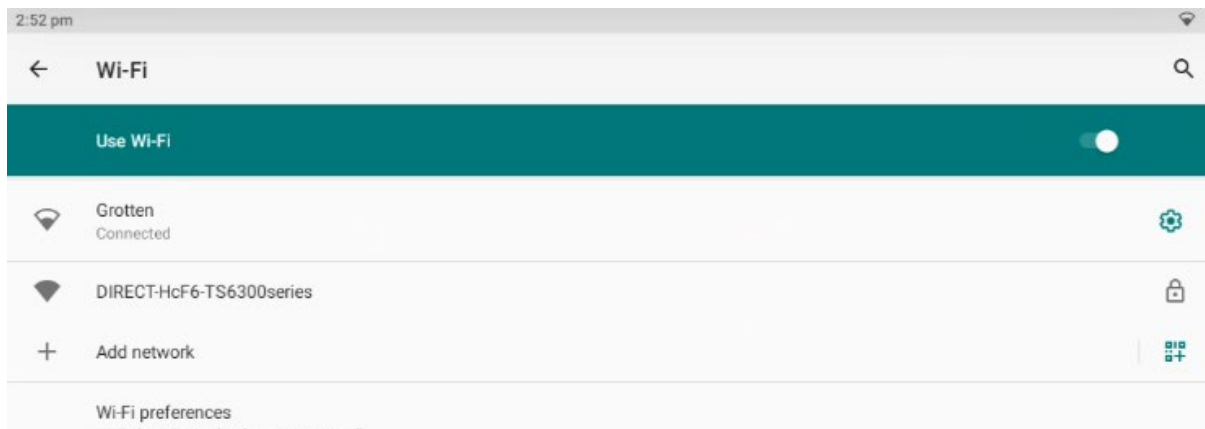 2:52 pm
Wi-Fi
Use Wi-Fi
Grotten
Connected
DIRECT-HcF6-TS6300series
Add network
Wi-Fi preferences